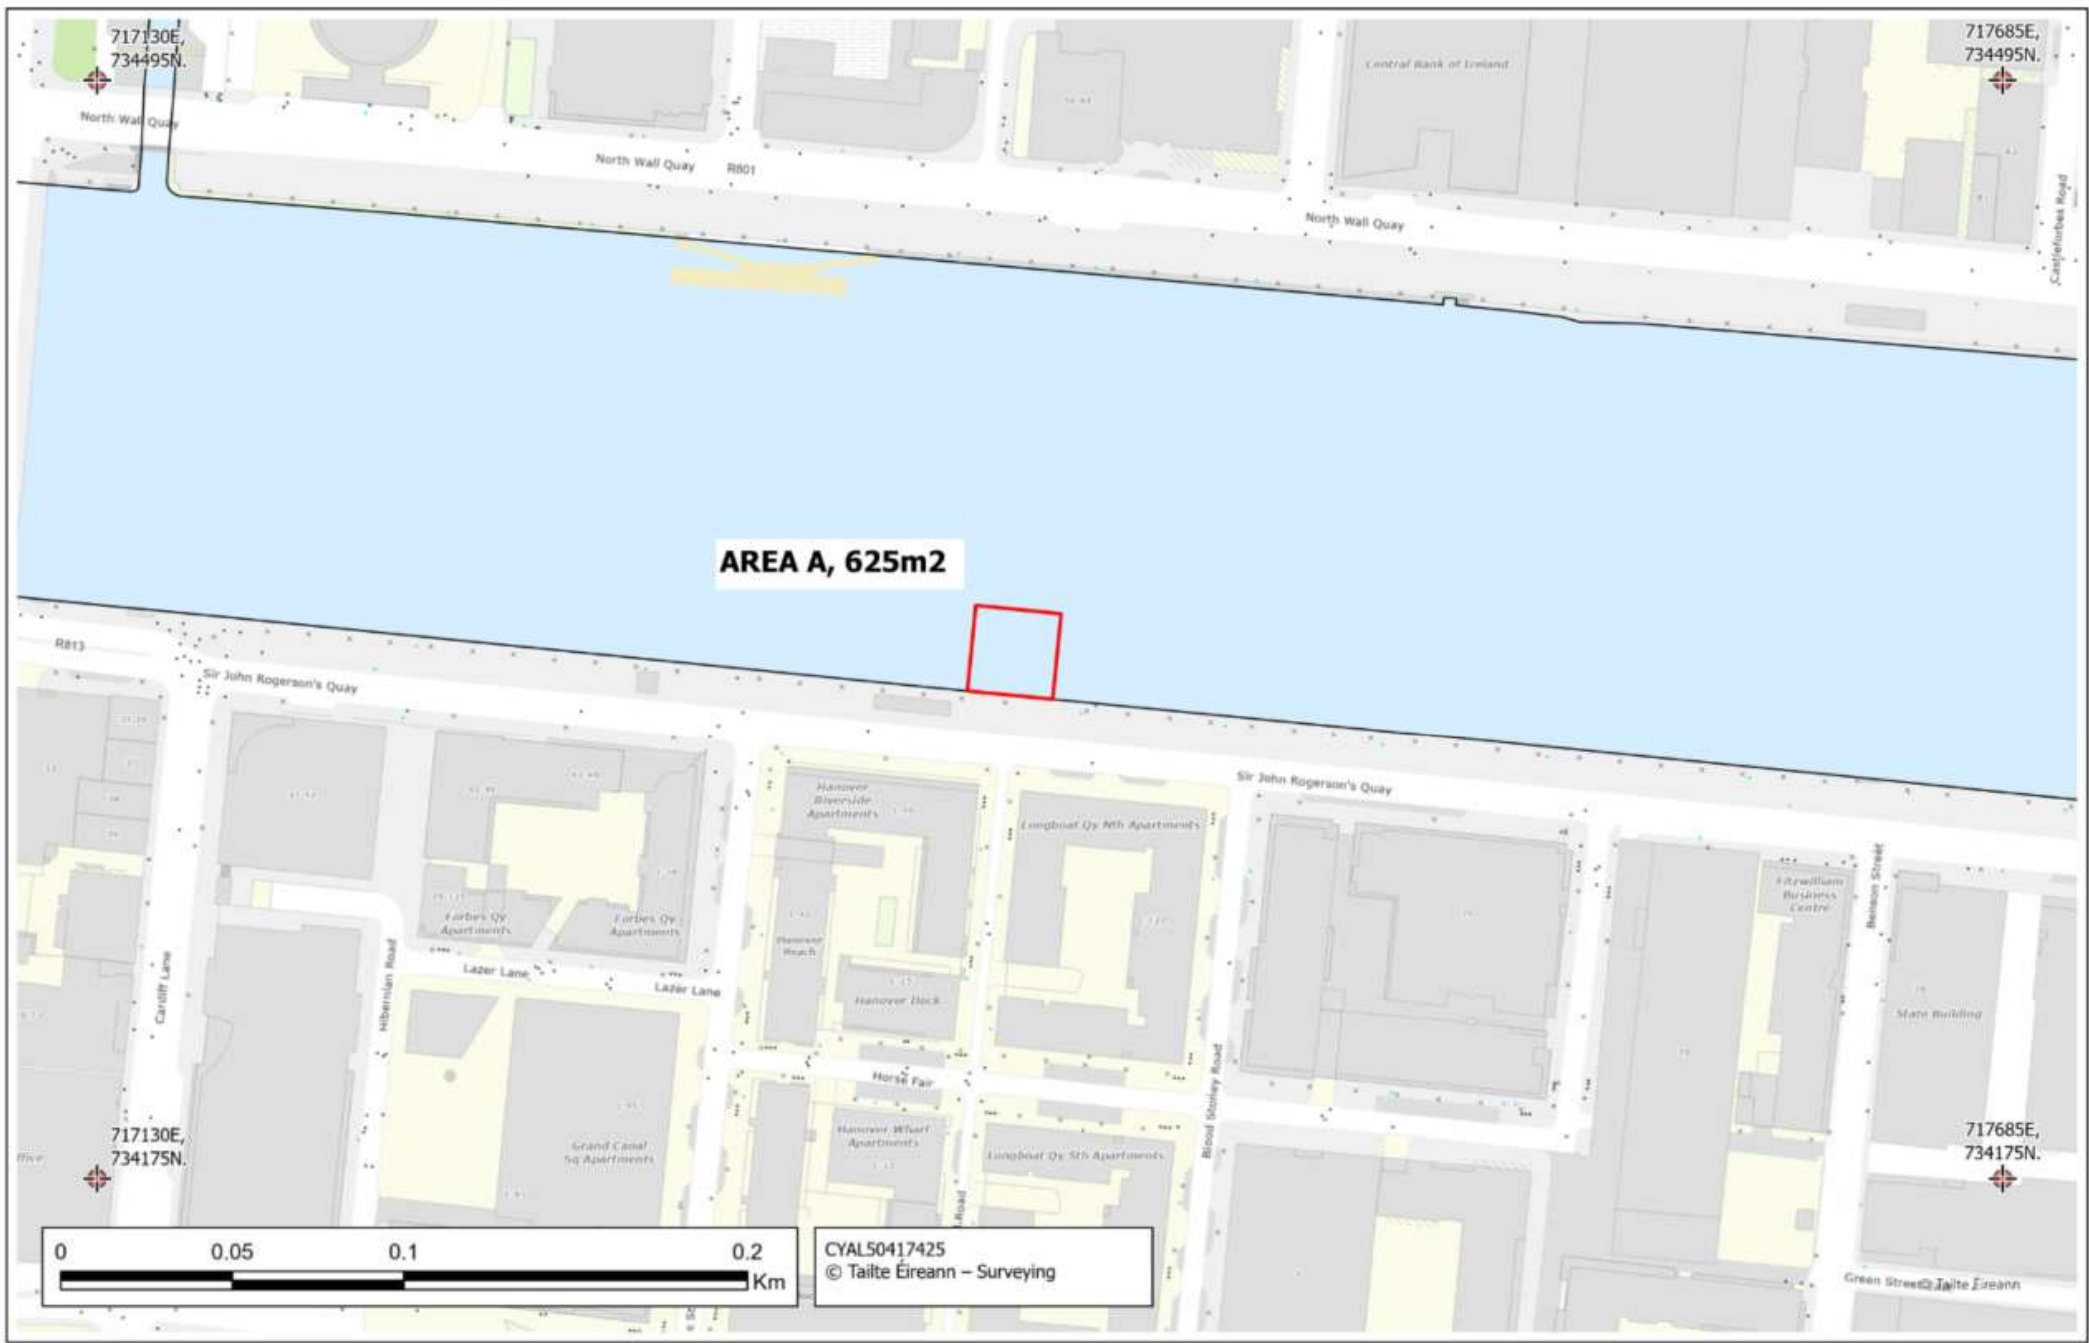 717130E,
734495N.
717685E,
734495N.
Central Bank of Ireland
North Wall Quay
North Wall Quay
R801
North Wall Quay
Castleforbes Road
AREA A, 625m2
R813
Sir John Rogerson's Quay
Sir John Rogerson's Quay
Hanover
Riverside
Apartments
Longboat Qy Nth Apartments
Fitzwilliam
Business
Centre
Benson Street
Forbes Qy
Apartments
Forbes Qy
Apartments
Hanover
Reach
Cardiff Lane
Hibernian Road
Lazer Lane
Lazer Lane
Hanover Dock
State Building
Horse Fair
Blood Stoney Road
717130E,
734175N.
Grand Canal
Sq Apartments
Hanover Wharf
Apartments
Longboat Qy Sth Apartments
717685E,
734175N.
Road
0 0.05 0.1 0.2
Km
CYAL50417425
© Tailte Éireann – Surveying
Green Street
© Tailte Éireann